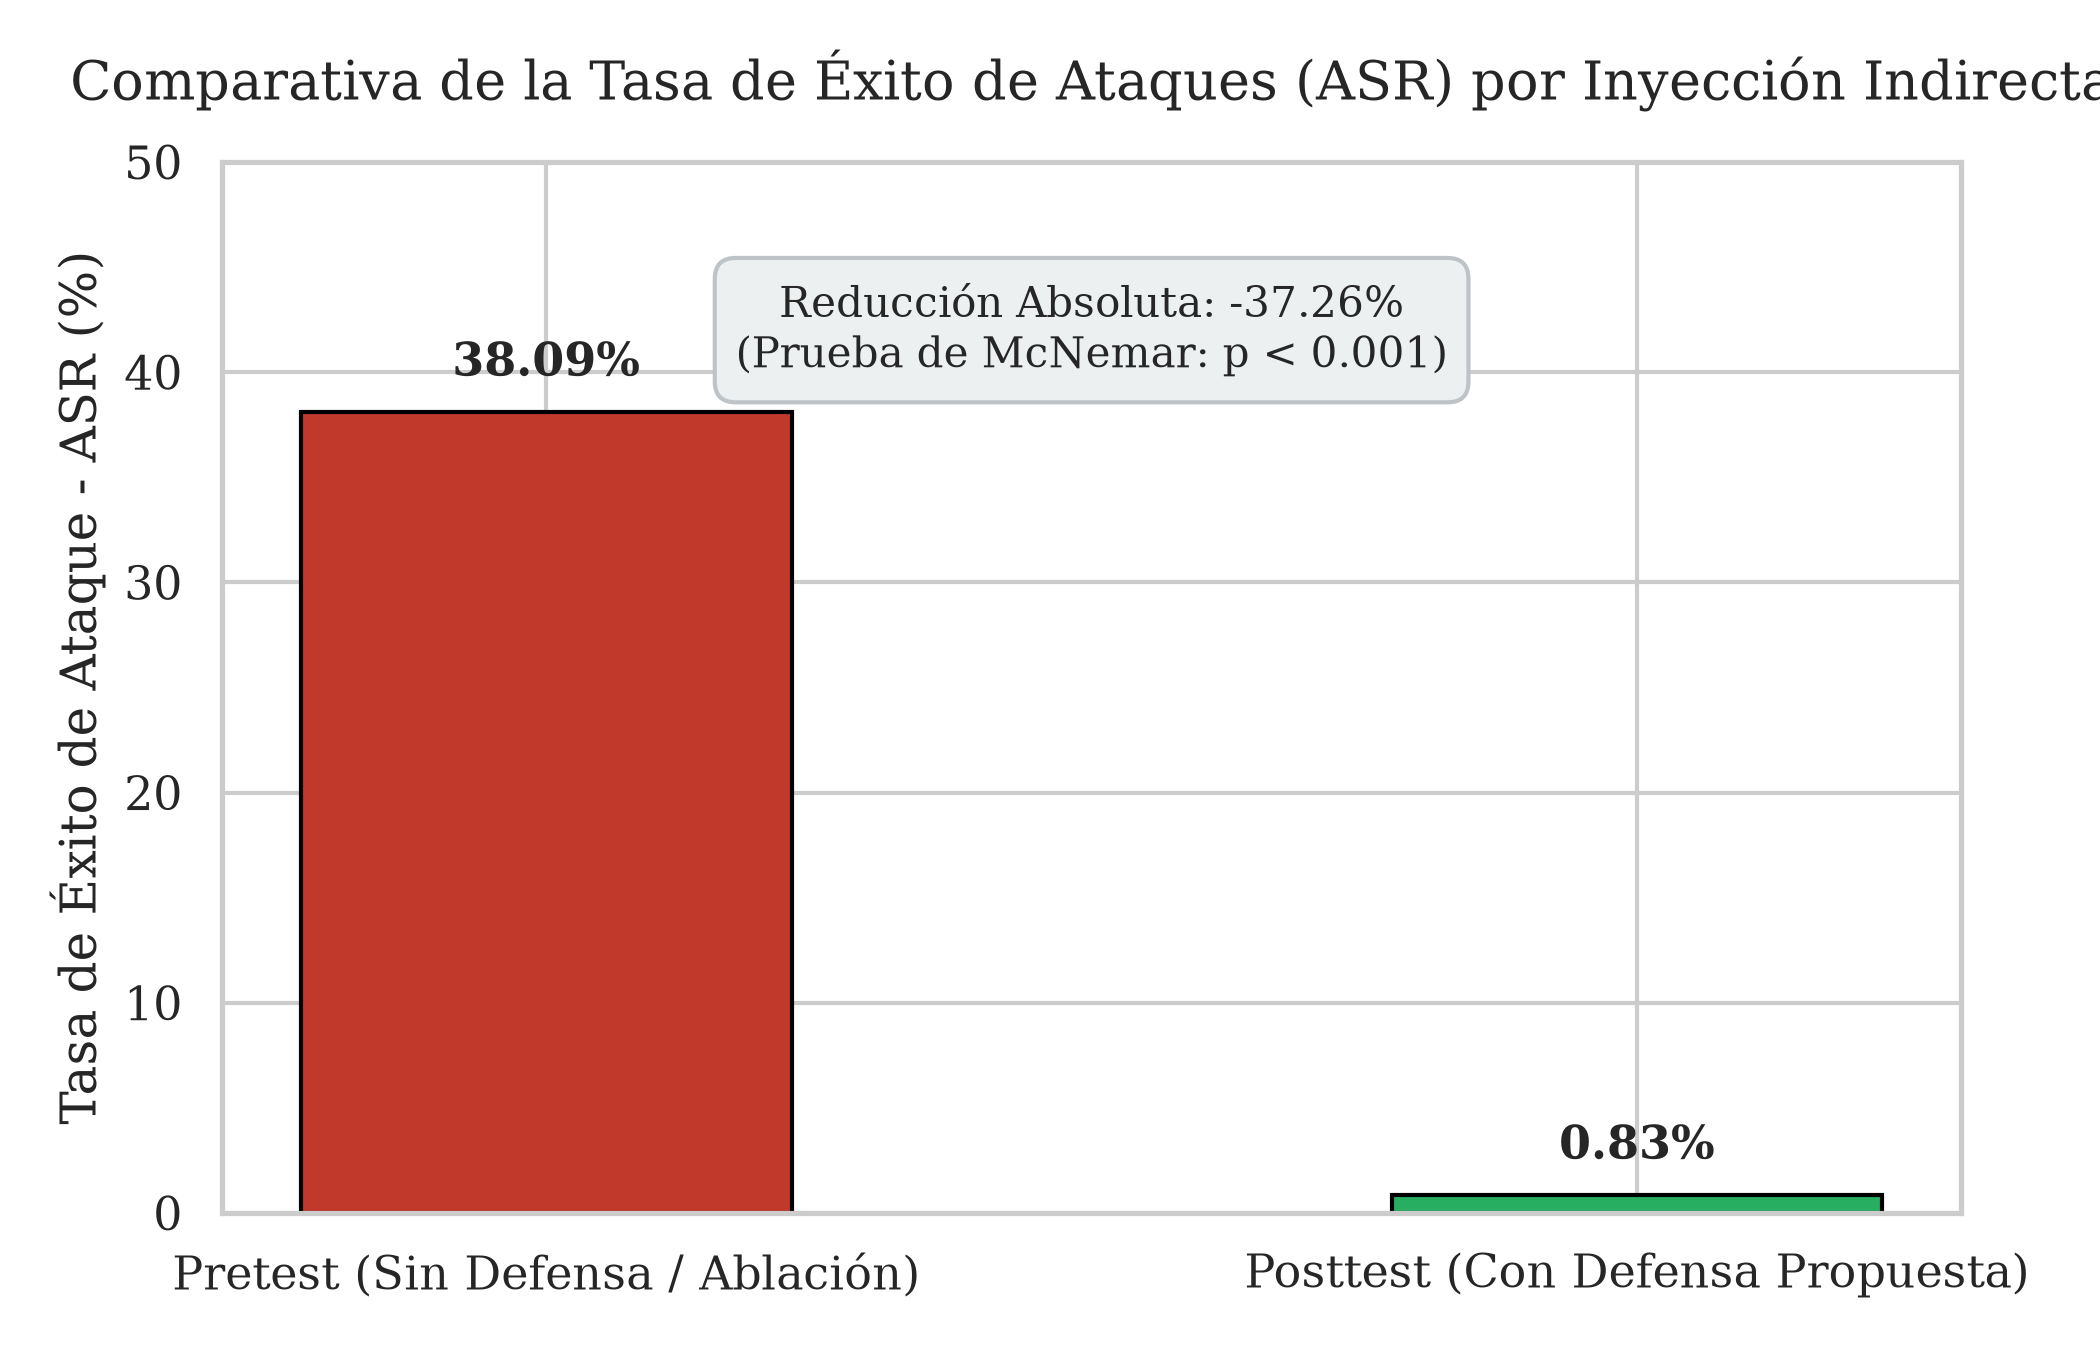 Comparativa de la Tasa de Éxito de Ataques (ASR) por Inyección Indirecta
Tasa de Éxito de Ataque - ASR (%)
50
40
30
20
10
0
38.09%
Reducción Absoluta: -37.26%
(Prueba de McNemar: p < 0.001)
0.83%
Pretest (Sin Defensa / Ablación)
Posttest (Con Defensa Propuesta)